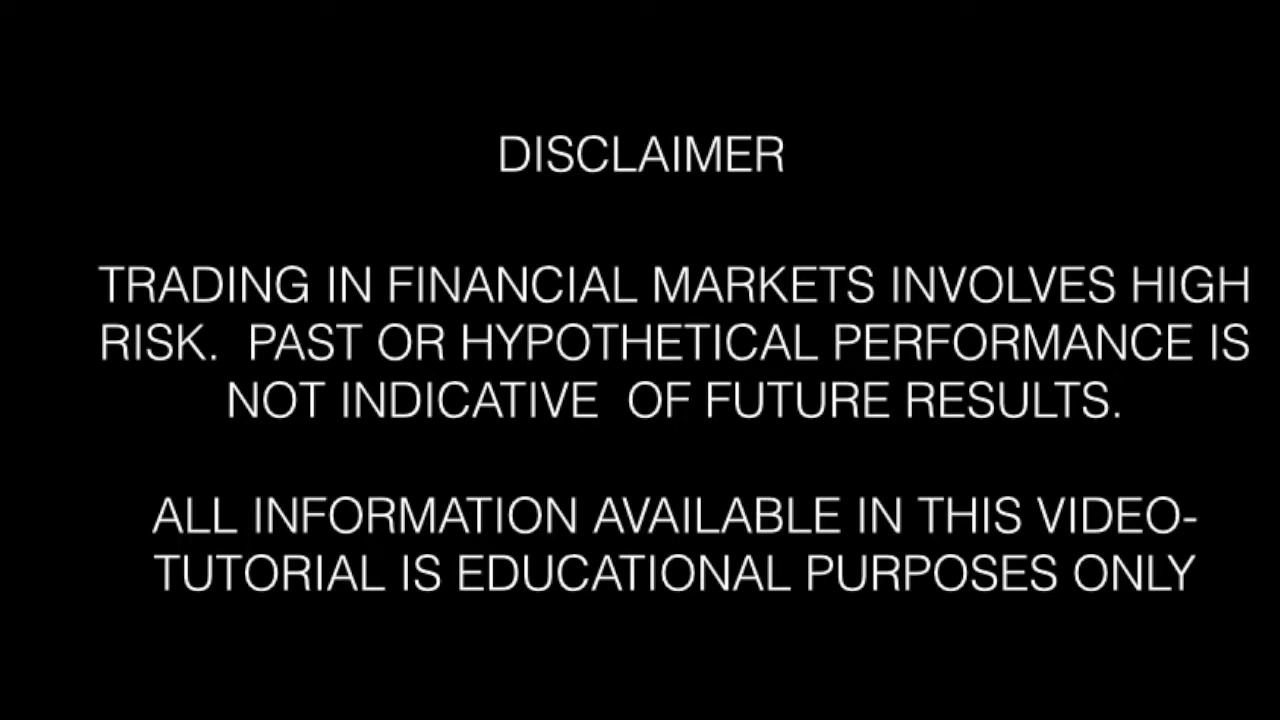 DISCLAIMER
TRADING IN FINANCIAL MARKETS INVOLVES HIGH
RISK.  PAST OR HYPOTHETICAL PERFORMANCE IS
NOT INDICATIVE  OF FUTURE RESULTS.
ALL INFORMATION AVAILABLE IN THIS VIDEO-
TUTORIAL IS EDUCATIONAL PURPOSES ONLY